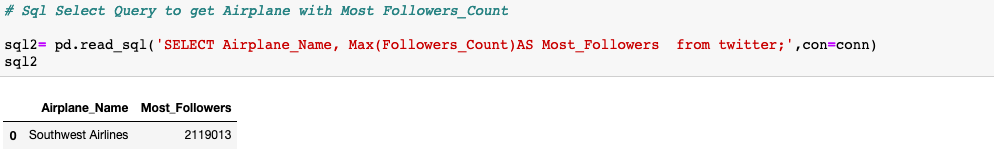 # Sql Select Query to get Airplane with Most Followers_Count
sql2= pd.read_sql('SELECT Airplane_Name, Max(Followers_Count)AS Most_Followers  from twitter;',con=conn)
sql2
Airplane_Name Most_Followers
0 Southwest Airlines 2119013